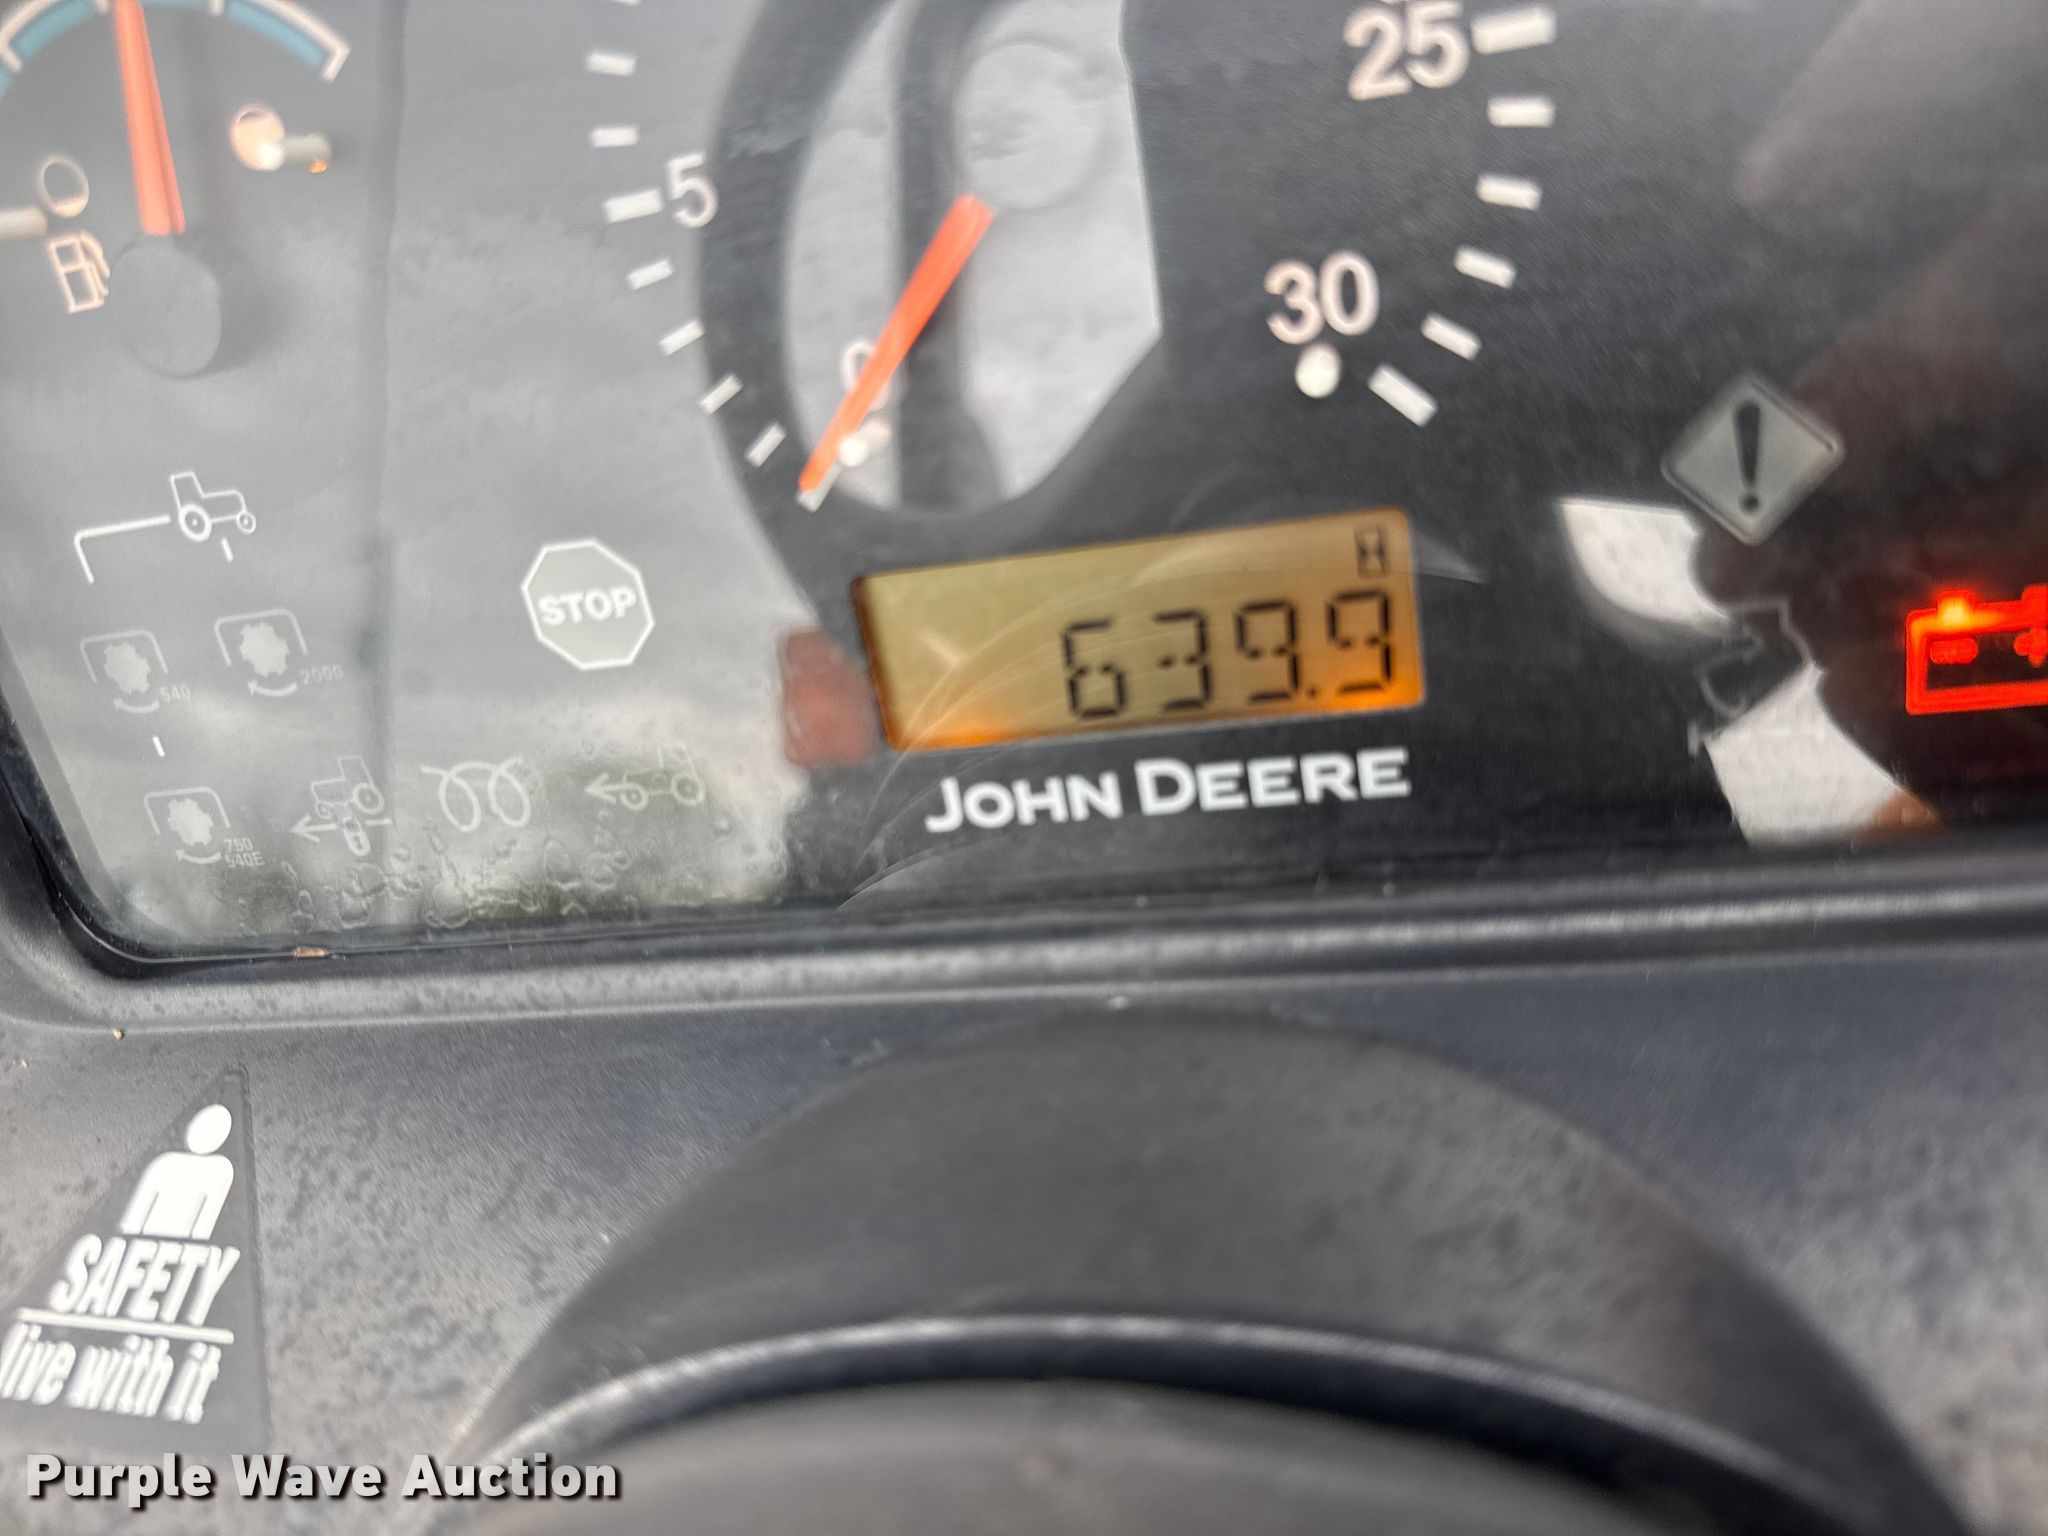 25
5
30
0
H
639.9
STOP
540
2000
750
540E
JOHN DEERE
SAFETY
live with it
Purple Wave Auction